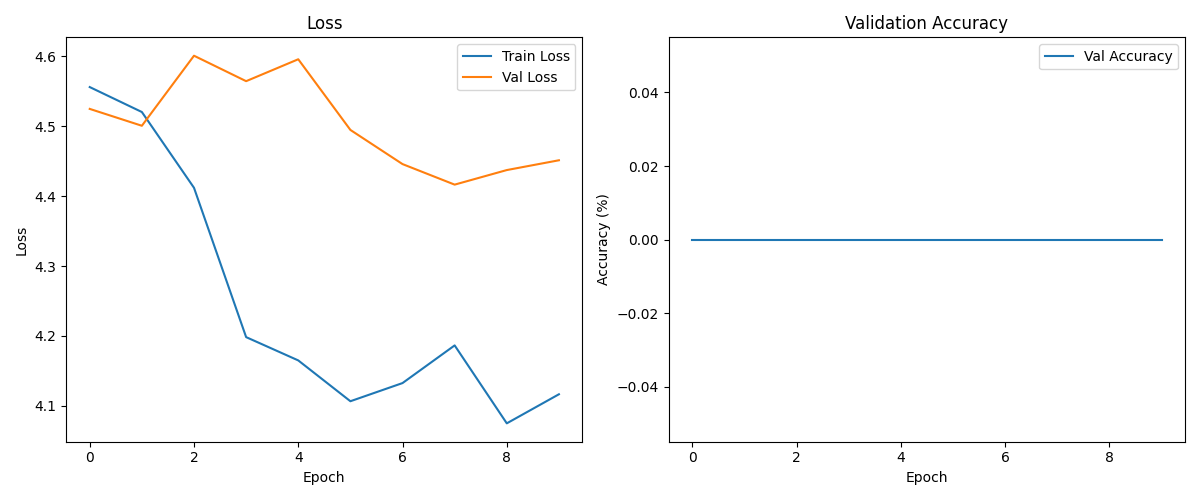 Loss
Train Loss
Val Loss
4.6
4.5
4.4
4.3
4.2
4.1
Loss
0 2 4 6 8
Epoch
Validation Accuracy
Val Accuracy
0.04
0.02
0.00
−0.02
−0.04
Accuracy (%)
0 2 4 6 8
Epoch